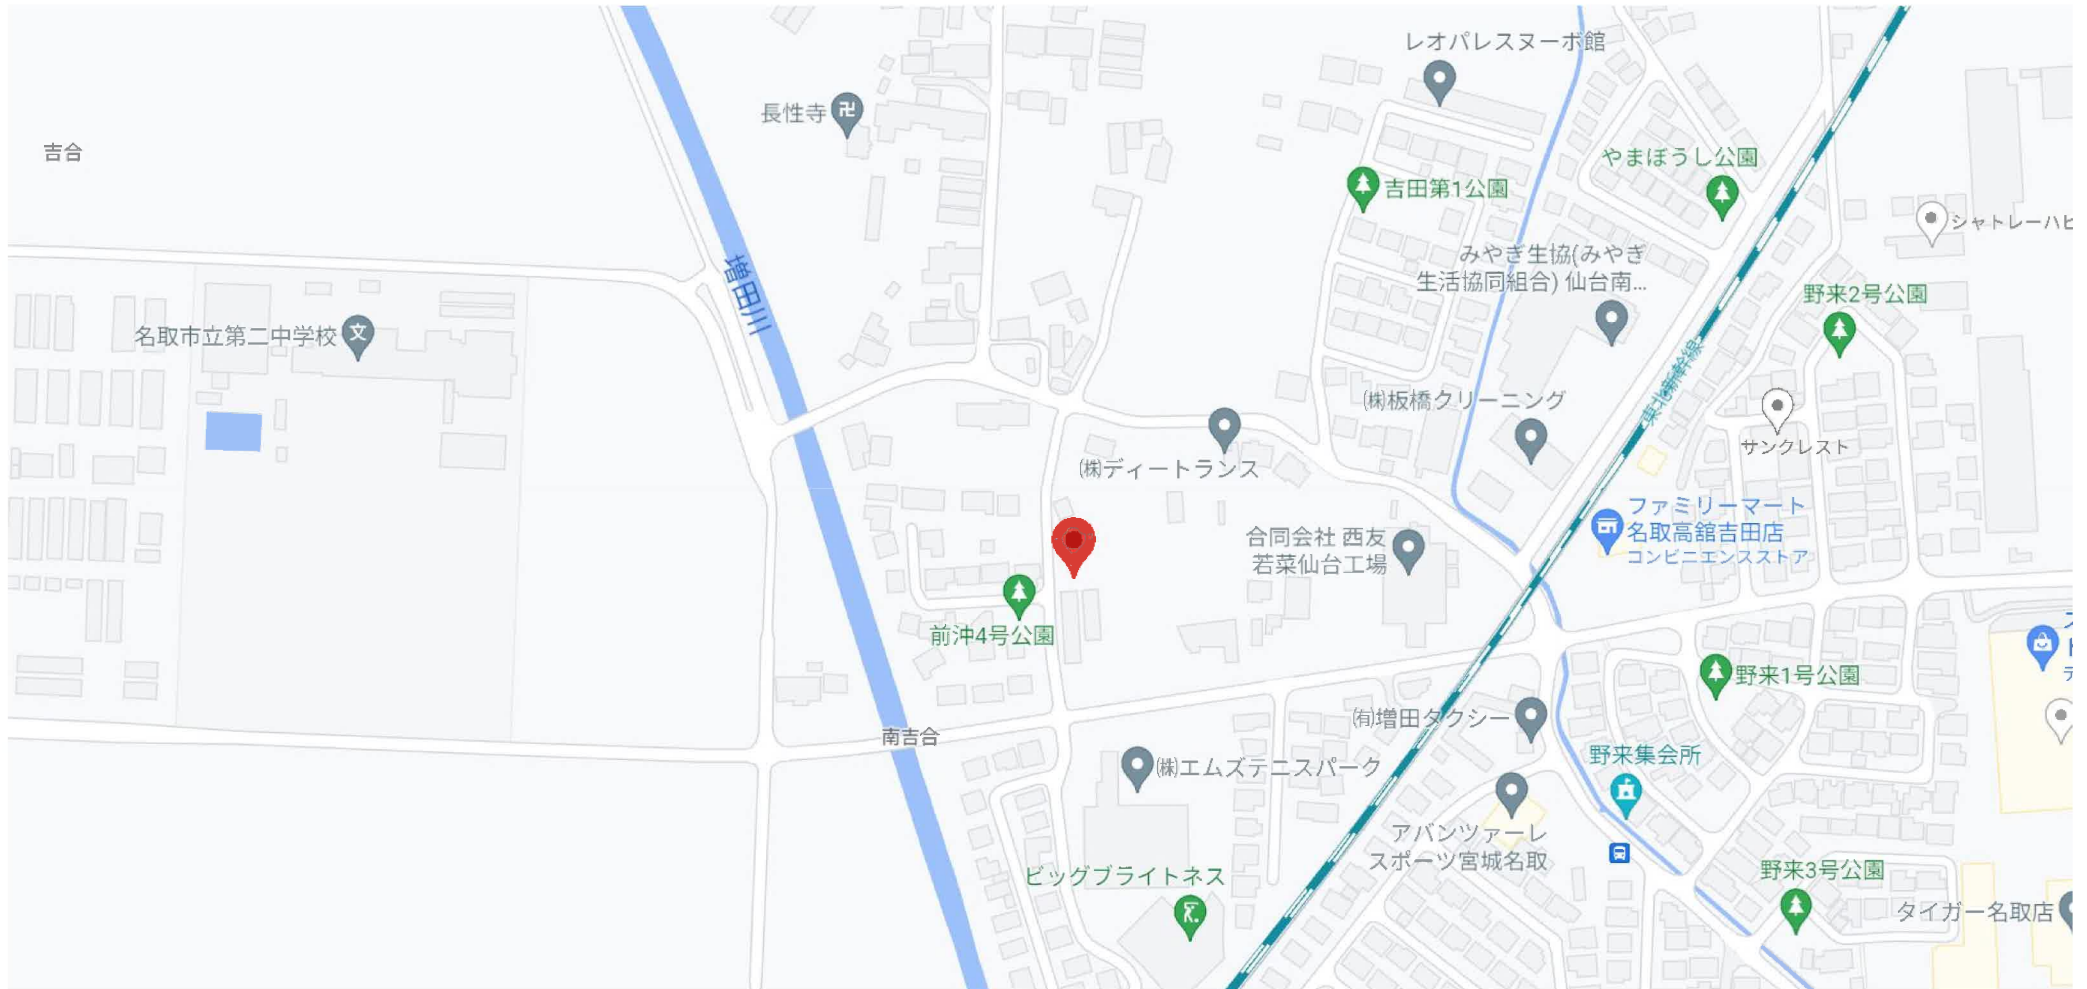 レオパレスヌーボ館
長性寺
吉合
やまぼうし公園
吉田第1公園
シャトレーハヒ
みやぎ生協(みやぎ
生活協同組合) 仙台南...
増田川
野来2号公園
名取市立第二中学校
文
東北新幹線
㈱板橋クリーニング
サンクレスト
㈱ディートランス
ファミリーマート
名取高舘吉田店
コンビニエンスストア
合同会社 西友
若菜仙台工場
前沖4号公園
野来1号公園
㈲増田タクシー
南吉合
野来集会所
㈱エムズテニスパーク
アバンツァーレ
スポーツ宮城名取
ビッグブライトネス
野来3号公園
タイガー名取店